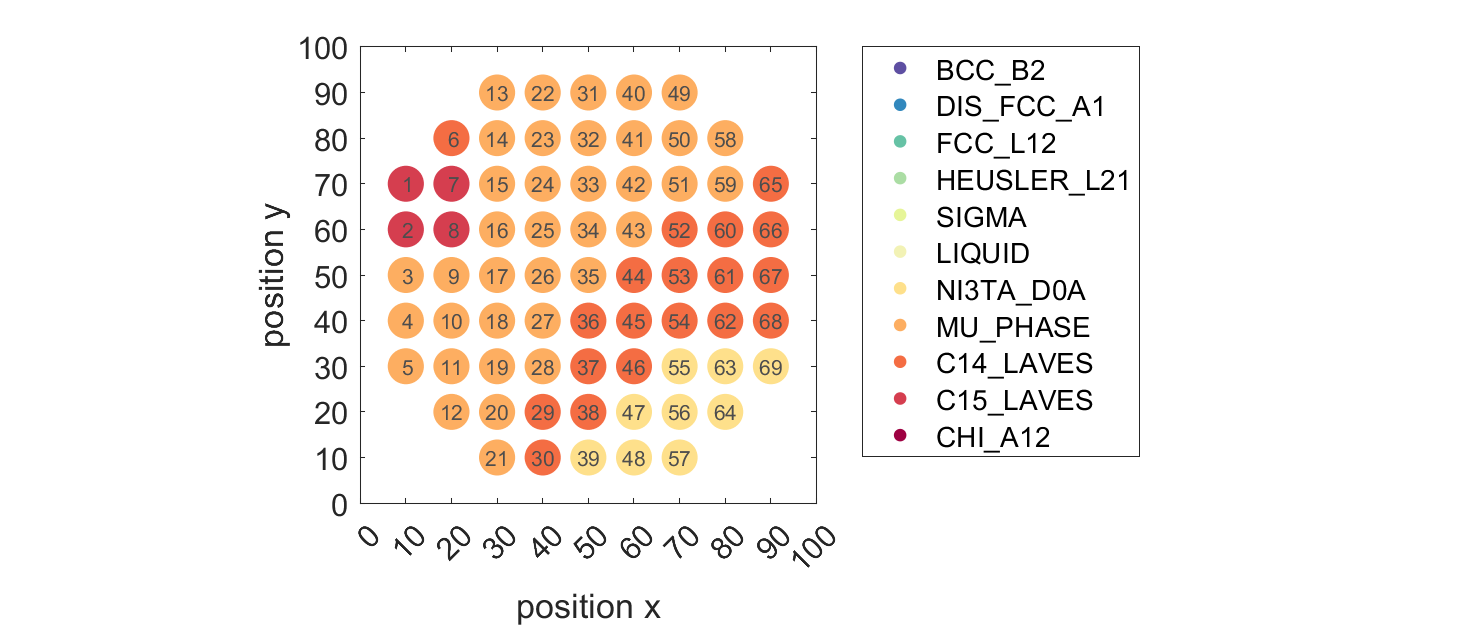 100
90
80
70
60
50
40
30
20
10
0
position y
13 22 31 40 49
6 14 23 32 41 50 58
1 7 15 24 33 42 51 59 65
2 8 16 25 34 43 52 60 66
3 9 17 26 35 44 53 61 67
4 10 18 27 36 45 54 62 68
5 11 19 28 37 46 55 63 69
12 20 29 38 47 56 64
21 30 39 48 57
0 10 20 30 40 50 60 70 80 90 100
position x
BCC_B2
DIS_FCC_A1
FCC_L12
HEUSLER_L21
SIGMA
LIQUID
NI3TA_D0A
MU_PHASE
C14_LAVES
C15_LAVES
CHI_A12